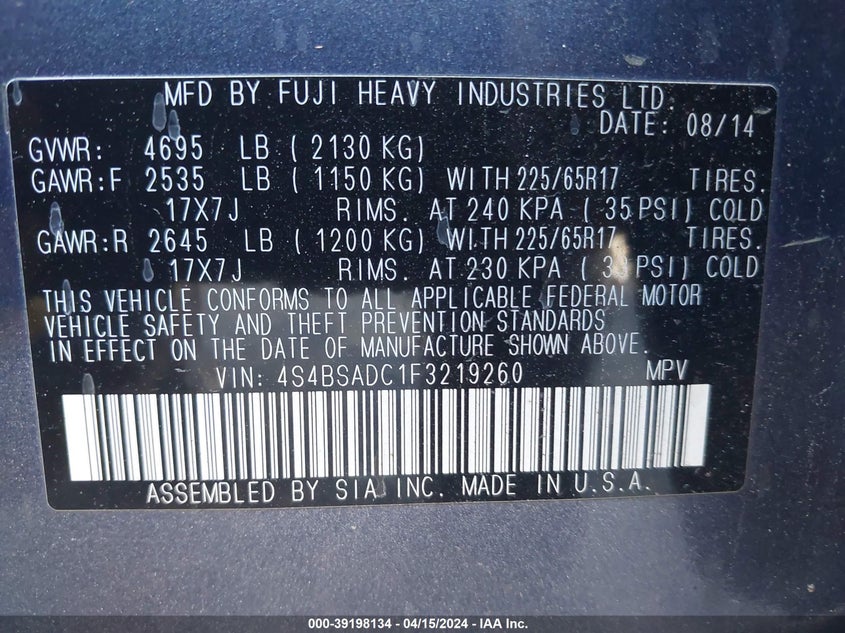 MFD BY FUJI HEAVY INDUSTRIES LTD.
DATE: 08/14
GVWR: 4695 LB ( 2130 KG)
GAWR:F 2535 LB ( 1150 KG) WITH 225/65R17 TIRES.
17X7J RIMS. AT 240 KPA ( 35 PSI) COLD
GAWR:R 2645 LB ( 1200 KG) WITH 225/65R17 TIRES.
17X7J RIMS. AT 230 KPA ( 33 PSI) COLD
THIS VEHICLE CONFORMS TO ALL APPLICABLE FEDERAL MOTOR
VEHICLE SAFETY AND THEFT PREVENTION STANDARDS
IN EFFECT ON THE DATE OF MANUFACTURE SHOWN ABOVE.
VIN: 4S4BSADC1F3219260 MPV
ASSEMBLED BY SIA INC. MADE IN U.S.A.
000-39198134 - 04/15/2024 - IAA Inc.